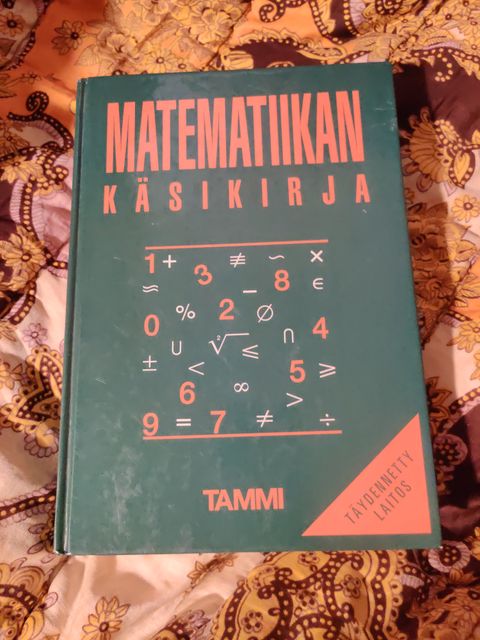 MATEMATIIKAN
KÄSIKIRJA
1 + 3 ≢ ∽ ×
≈ _ 8 ∈
% 2 ∅
0 ∪ √ ≤ ∩ 4
± < 5 ≥
6 ∞ >
9 = 7 ≠ ÷
TAMMI
TÄYDENNETTY
LAITOS